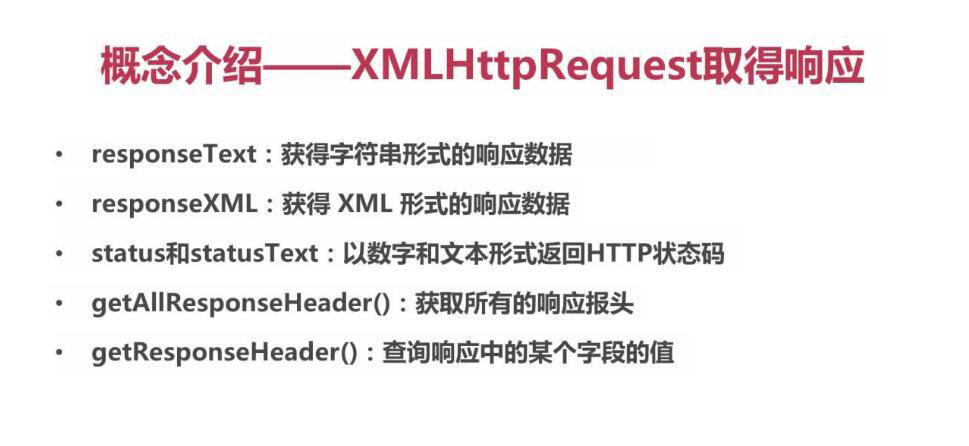 概念介绍——XMLHttpRequest取得响应
• responseText：获得字符串形式的响应数据
• responseXML：获得 XML 形式的响应数据
• status和statusText：以数字和文本形式返回HTTP状态码
• getAllResponseHeader()：获取所有的响应报头
• getResponseHeader()：查询响应中的某个字段的值